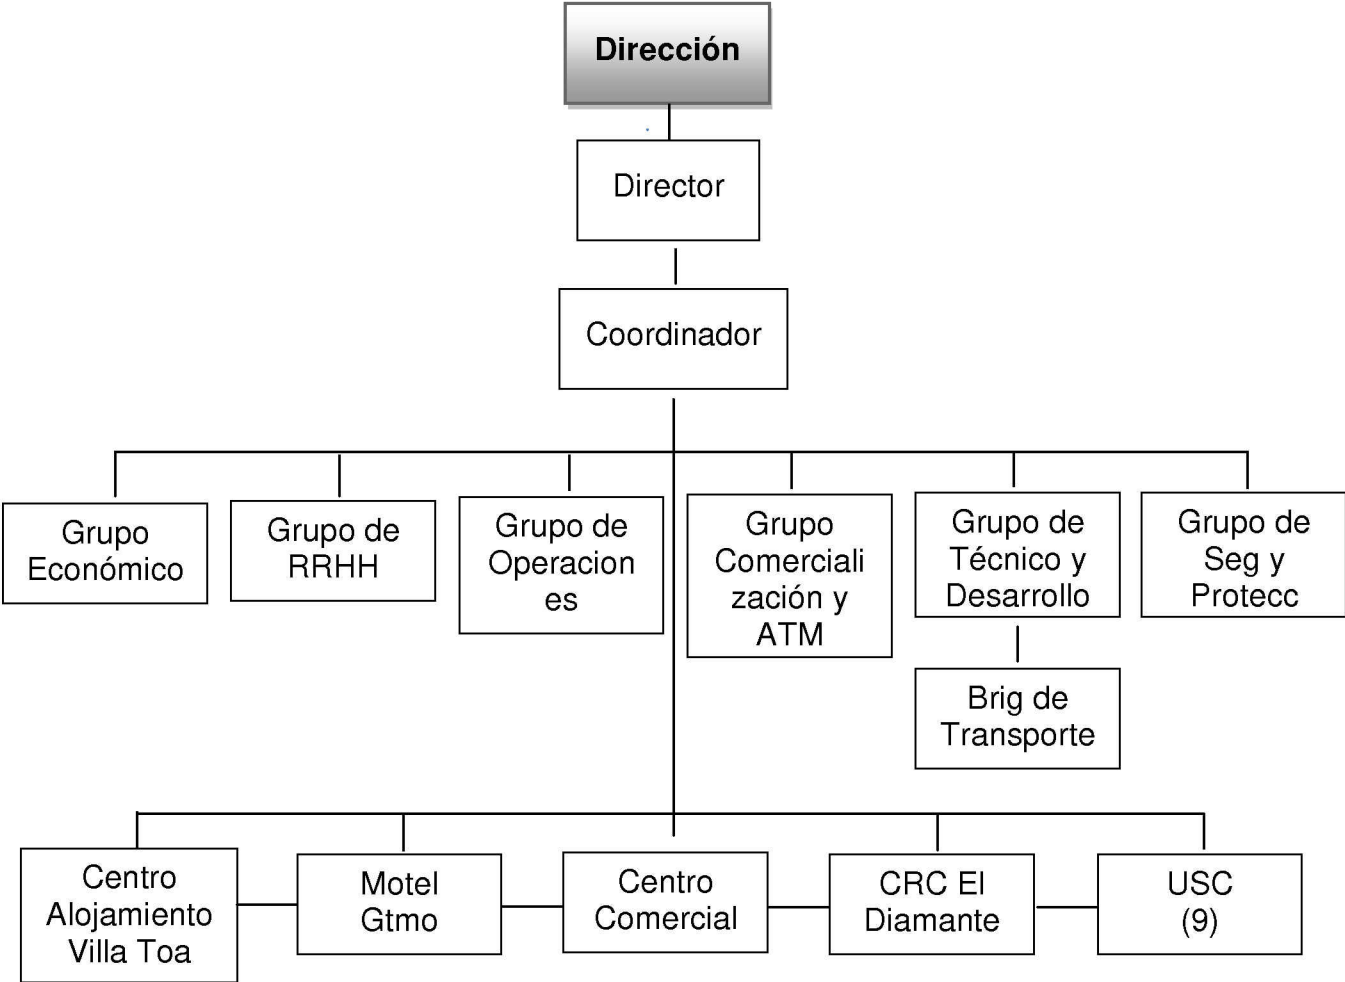 Dirección
Director
Coordinador
Grupo
Económico
Grupo de
RRHH
Grupo de
Operacion
es
Grupo
Comerciali
zación y
ATM
Grupo de
Técnico y
Desarrollo
Grupo de
Seg y
Protecc
Brig de
Transporte
Centro
Alojamiento
Villa Toa
Motel
Gtmo
Centro
Comercial
CRC El
Diamante
USC
(9)